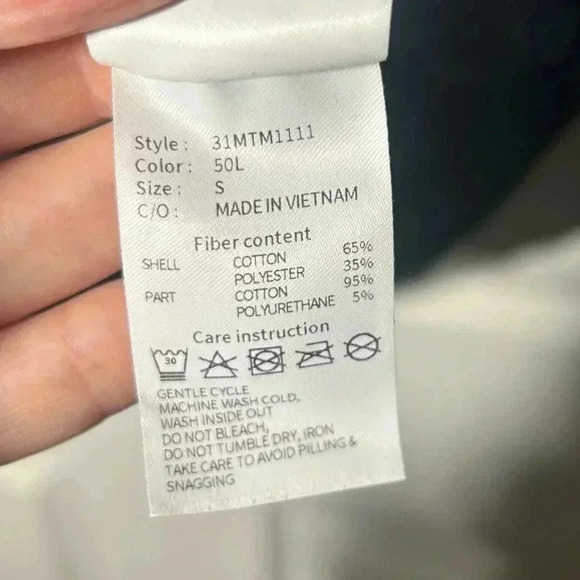 Style : 31MTM1111
Color : 50L
Size : S
C/O : MADE IN VIETNAM
Fiber content
SHELL COTTON 65%
POLYESTER 35%
PART COTTON 95%
POLYURETHANE 5%
Care instruction
30
GENTLE CYCLE
MACHINE WASH COLD,
WASH INSIDE OUT
DO NOT BLEACH,
DO NOT TUMBLE DRY, IRON
TAKE CARE TO AVOID PILLING &
SNAGGING